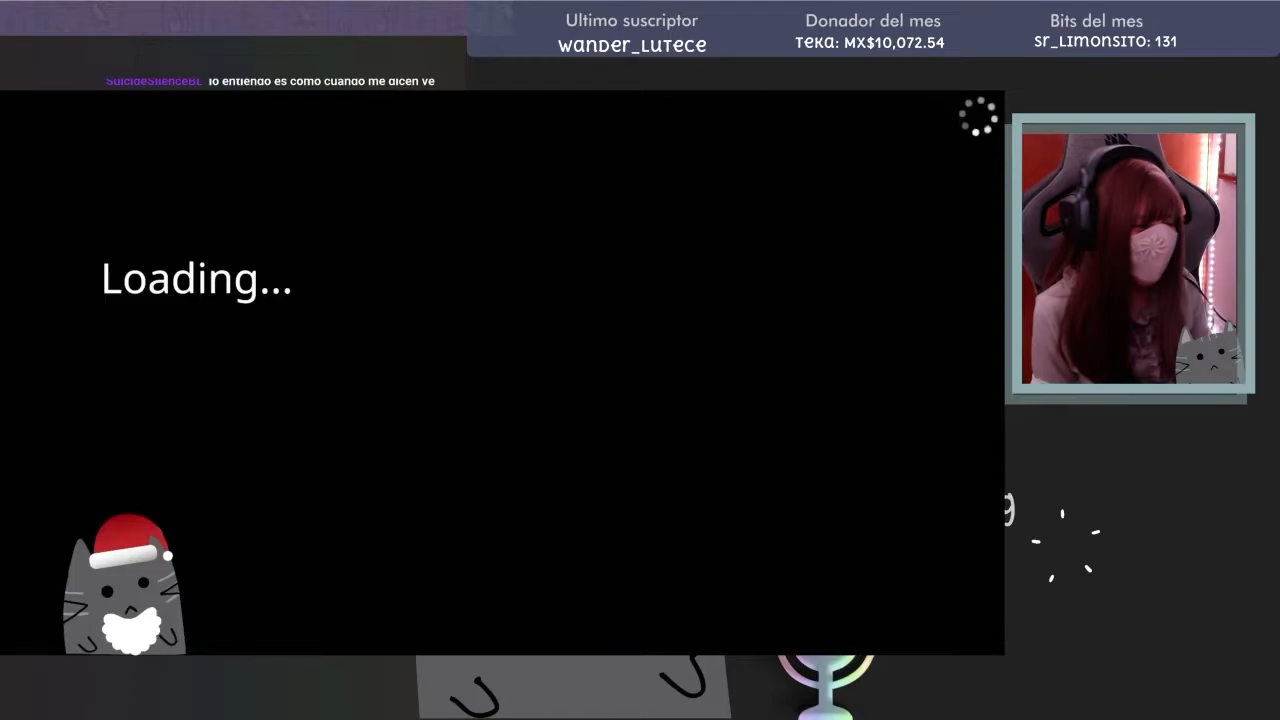 Ultimo suscriptor
wander_lutece
Donador del mes
Teka: MX$10,072.54
Bits del mes
sr_limonsito: 131
SuicideSilenceBL lo entiendo es como cuando me dicen ve
Loading...
g